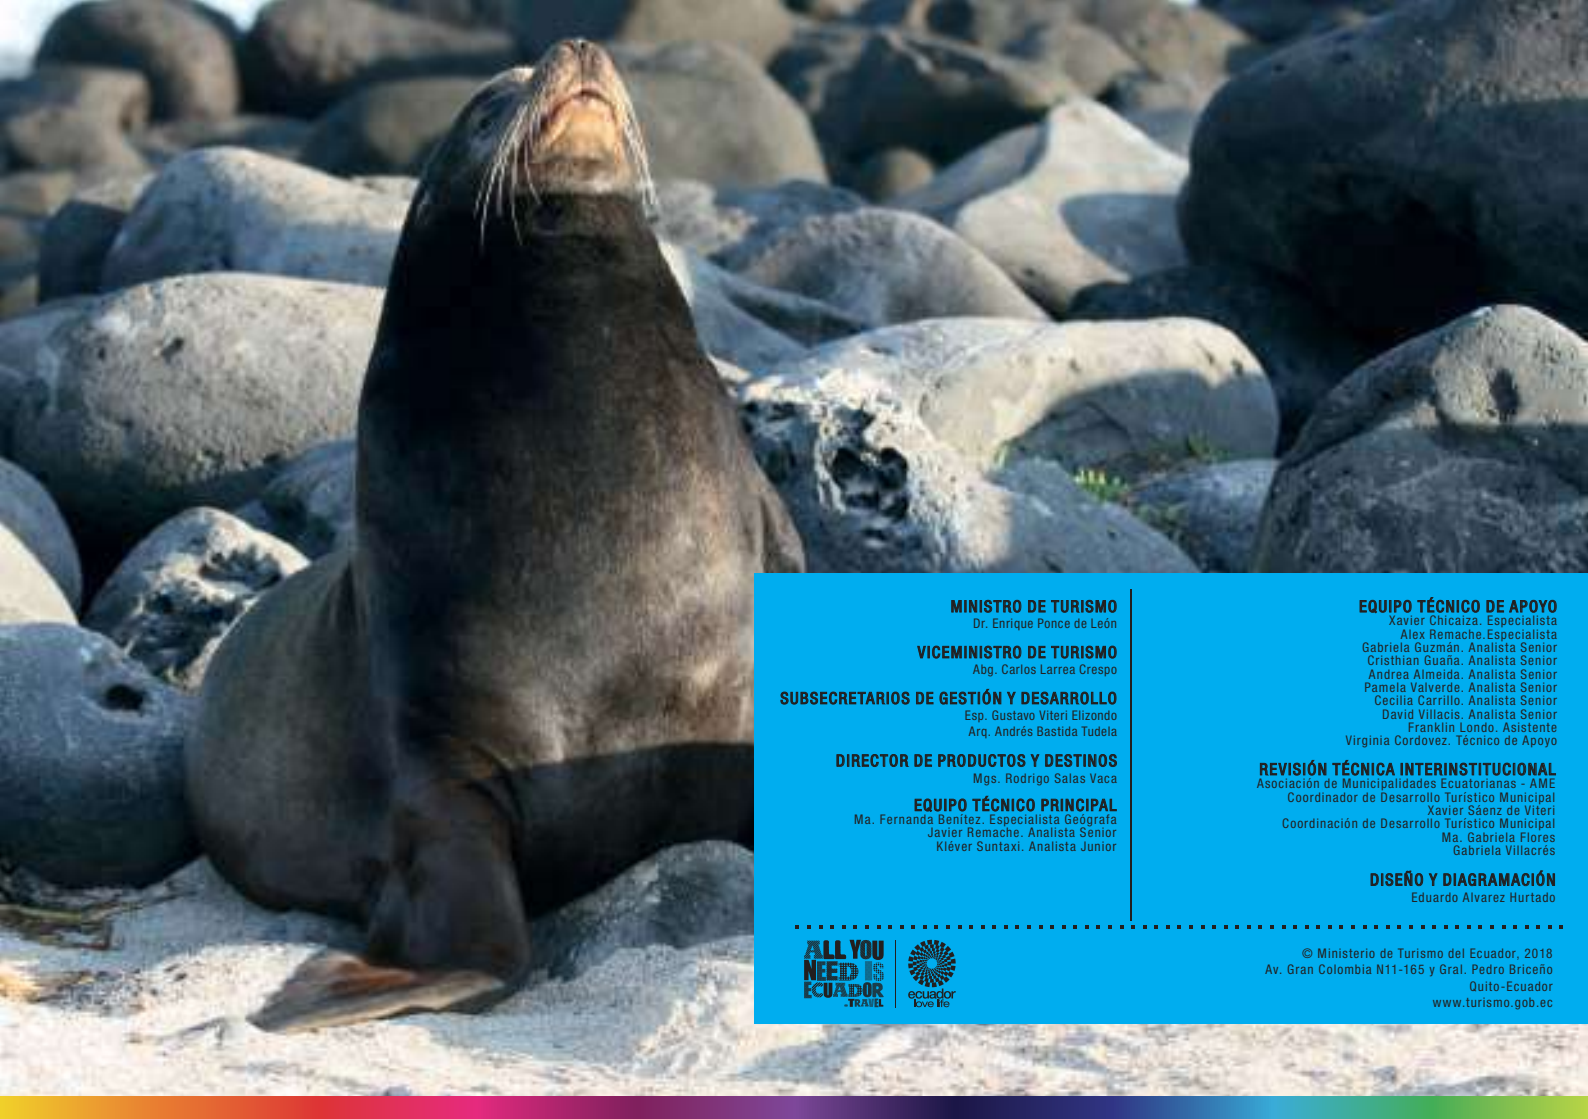 MINISTRO DE TURISMO
Dr. Enrique Ponce de León
VICEMINISTRO DE TURISMO
Abg. Carlos Larrea Crespo
SUBSECRETARIOS DE GESTIÓN Y DESARROLLO
Esp. Gustavo Viteri Elizondo
Arq. Andrés Bastida Tudela
DIRECTOR DE PRODUCTOS Y DESTINOS
Mgs. Rodrigo Salas Vaca
EQUIPO TÉCNICO PRINCIPAL
Ma. Fernanda Benítez. Especialista Geógrafa
Javier Remache. Analista Senior
Kléver Suntaxi. Analista Junior
EQUIPO TÉCNICO DE APOYO
Xavier Chicaiza. Especialista
Alex Remache.Especialista
Gabriela Guzmán. Analista Senior
Cristhian Guaña. Analista Senior
Andrea Almeida. Analista Senior
Pamela Valverde. Analista Senior
Cecilia Carrillo. Analista Senior
David Villacis. Analista Senior
Franklin Londo. Asistente
Virginia Cordovez. Técnico de Apoyo
REVISIÓN TÉCNICA INTERINSTITUCIONAL
Asociación de Municipalidades Ecuatorianas - AME
Coordinador de Desarrollo Turístico Municipal
Xavier Sáenz de Viteri
Coordinación de Desarrollo Turístico Municipal
Ma. Gabriela Flores
Gabriela Villacrés
DISEÑO Y DIAGRAMACIÓN
Eduardo Alvarez Hurtado
ALL YOU
NEED IS
ECUADOR
.TRAVEL
ecuador
love life
© Ministerio de Turismo del Ecuador, 2018
Av. Gran Colombia N11-165 y Gral. Pedro Briceño
Quito-Ecuador
www.turismo.gob.ec